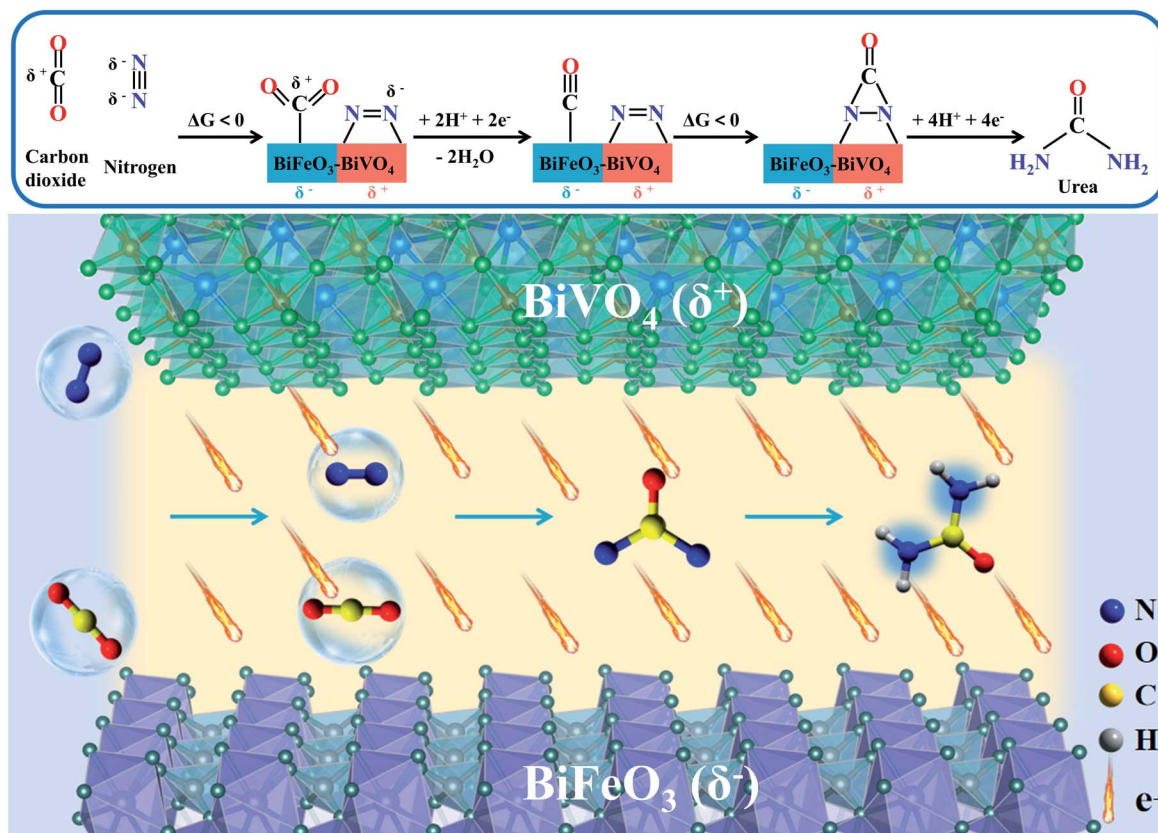 O
δ⁺ C
O
δ⁻ N
δ⁻ N
Carbon
dioxide
Nitrogen
ΔG < 0
O δ⁺ O
C
N=N δ⁻
BiFeO₃-BiVO₄
δ⁻ δ⁺
+ 2H⁺ + 2e⁻
- 2H₂O
O
C
N=N
BiFeO₃-BiVO₄
δ⁻ δ⁺
ΔG < 0
O
C
N N
BiFeO₃-BiVO₄
δ⁻ δ⁺
+ 4H⁺ + 4e⁻
O
C
H₂N NH₂
Urea
BiVO₄ (δ⁺)
N
O
C
H
e-
BiFeO₃ (δ⁻)